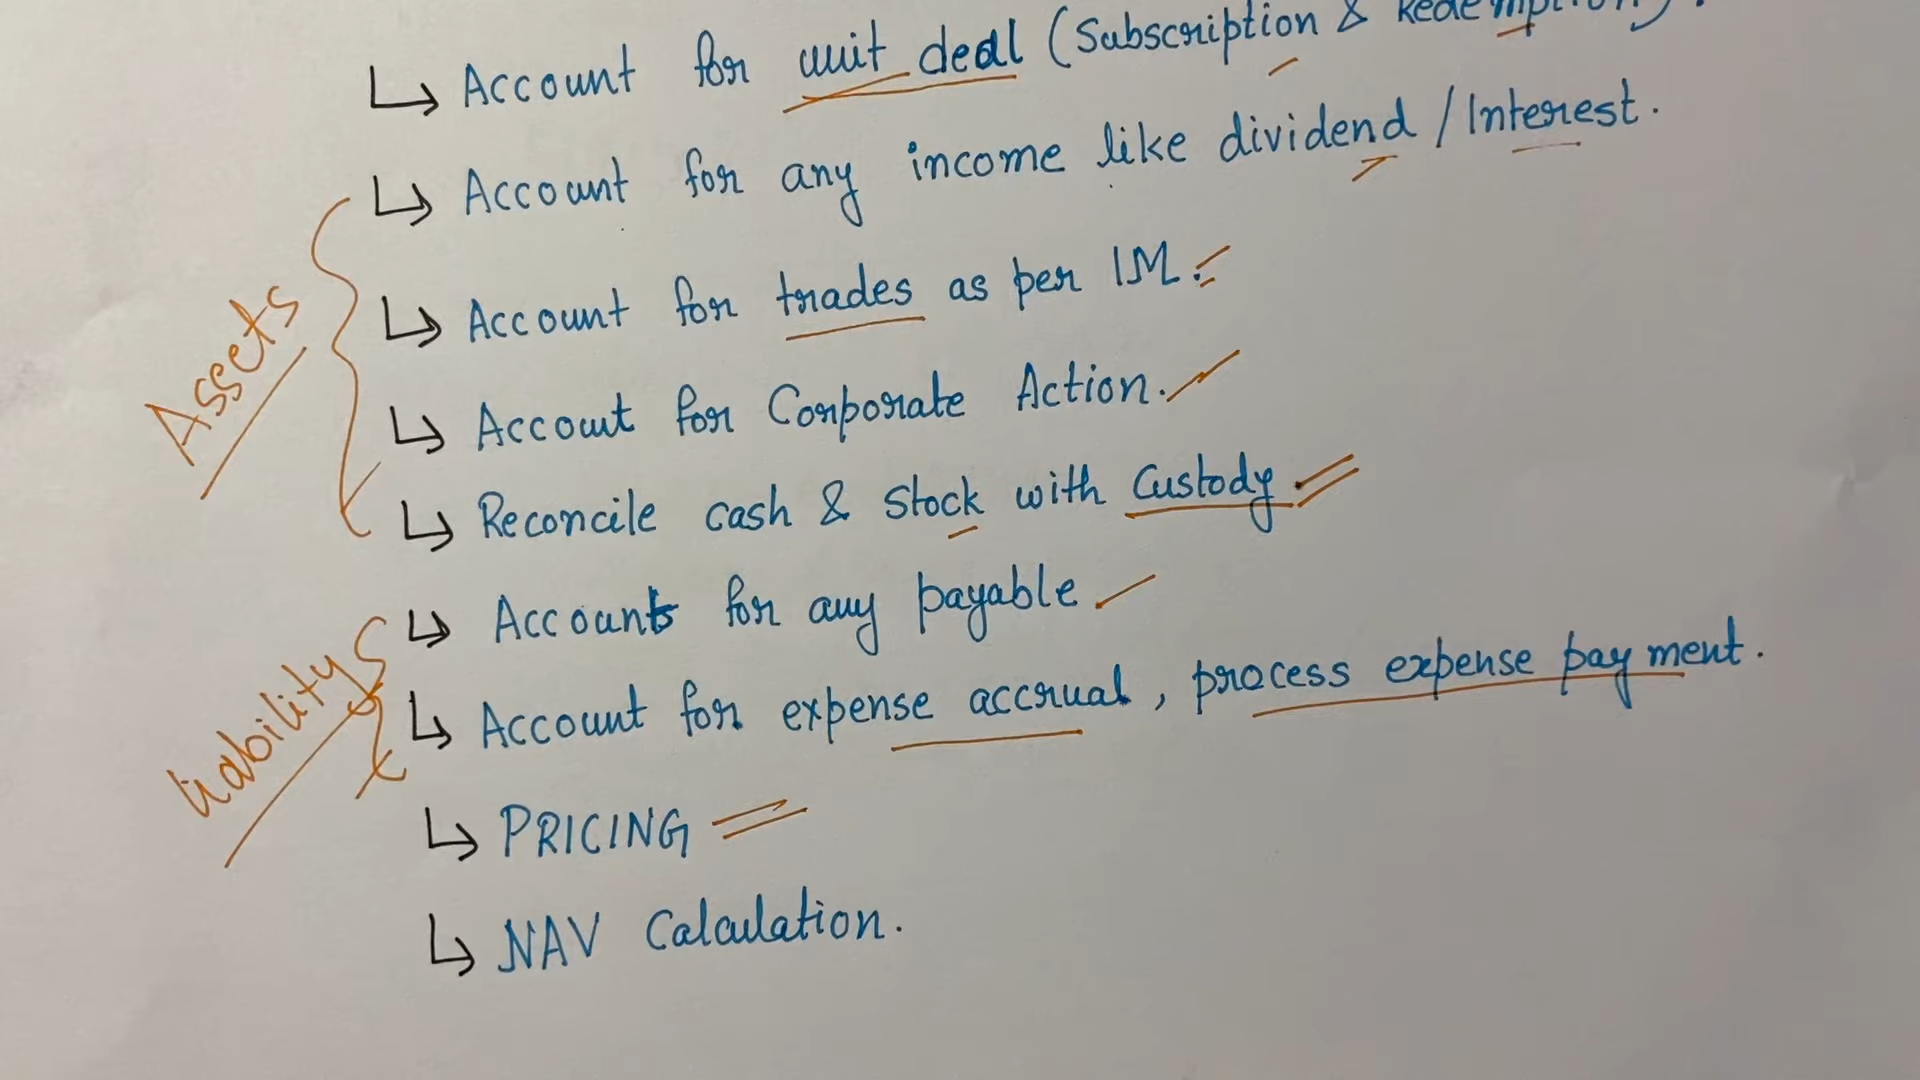 ↳ Account for unit deal (Subscription & Redemption).
↳ Account for any income like dividend / Interest.
↳ Account for trades as per IM.
↳ Account for Corporate Action.
↳ Reconcile cash & Stock with Custody
↳ Account for any payable
↳ Account for expense accrual, process expense payment.
↳ PRICING
↳ NAV Calculation.
Assets
Liability